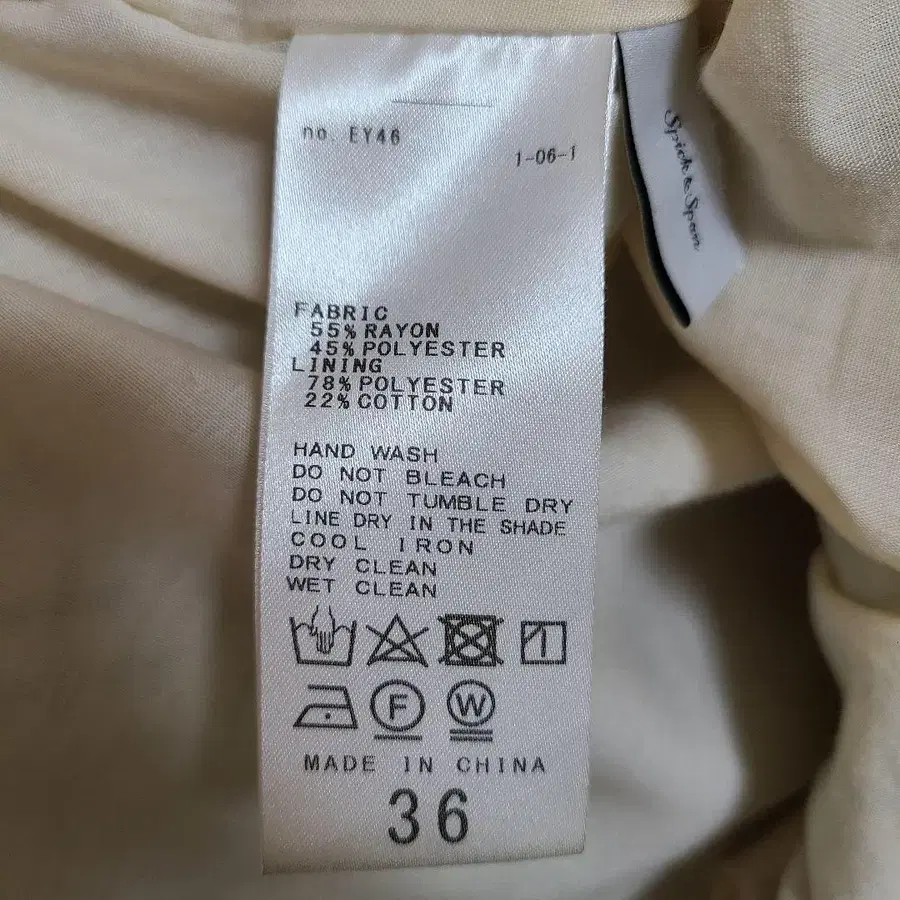 no. EY46
1-06-1
Spick & Span
FABRIC
55% RAYON
45% POLYESTER
LINING
78% POLYESTER
22% COTTON
HAND WASH
DO NOT BLEACH
DO NOT TUMBLE DRY
LINE DRY IN THE SHADE
COOL IRON
DRY CLEAN
WET CLEAN
F W
MADE IN CHINA
36